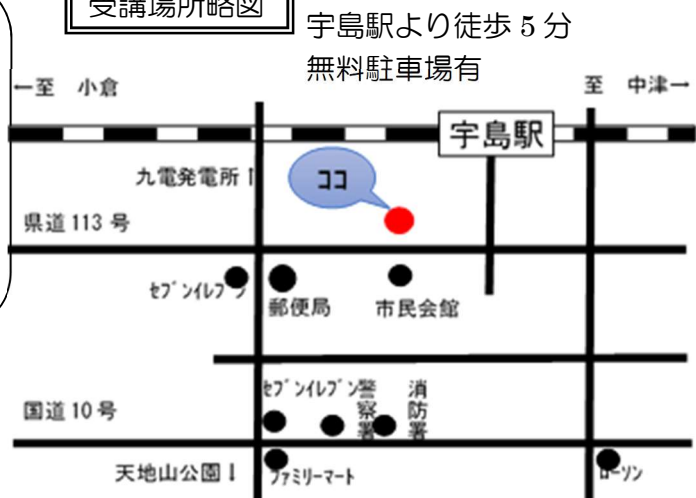 受講場所略図
宇島駅より徒歩5分
無料駐車場有
←至 小倉
至 中津→
宇島駅
九電発電所↑
ココ
県道113号
ｾﾌﾞﾝｲﾚﾌﾞﾝ
郵便局
市民会館
ｾﾌﾞﾝｲﾚﾌﾞﾝ
警察署
消防署
国道10号
天地山公園↓
ﾌｧﾐﾘｰﾏｰﾄ
ﾛｰｿﾝ